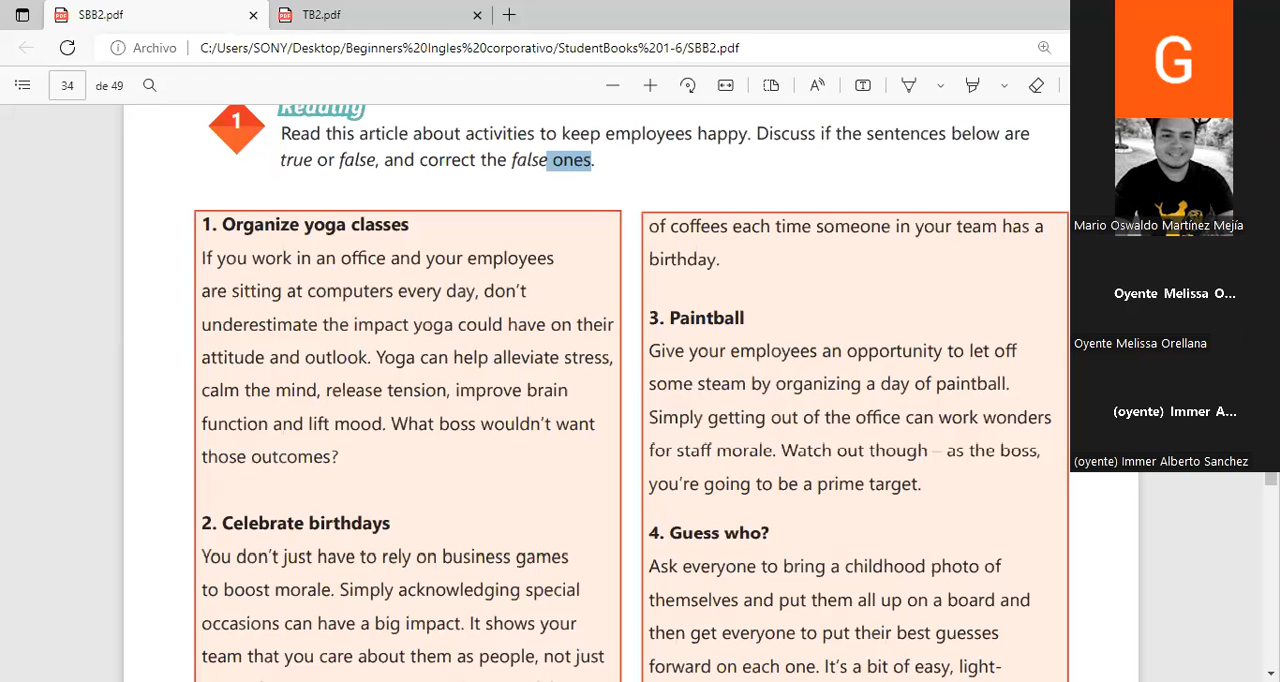 SBB2.pdf
TB2.pdf
Archivo
C:/Users/SONY/Desktop/Beginners%20Ingles%20corporativo/StudentBooks%201-6/SBB2.pdf
34
de 49
1
Reading
Read this article about activities to keep employees happy. Discuss if the sentences below are
true or false, and correct the false ones.
1. Organize yoga classes
If you work in an office and your employees
are sitting at computers every day, don't
underestimate the impact yoga could have on their
attitude and outlook. Yoga can help alleviate stress,
calm the mind, release tension, improve brain
function and lift mood. What boss wouldn't want
those outcomes?
2. Celebrate birthdays
You don't just have to rely on business games
to boost morale. Simply acknowledging special
occasions can have a big impact. It shows your
team that you care about them as people, not just
of coffees each time someone in your team has a
birthday.
3. Paintball
Give your employees an opportunity to let off
some steam by organizing a day of paintball.
Simply getting out of the office can work wonders
for staff morale. Watch out though – as the boss,
you're going to be a prime target.
4. Guess who?
Ask everyone to bring a childhood photo of
themselves and put them all up on a board and
then get everyone to put their best guesses
forward on each one. It's a bit of easy, light-
G
Mario Oswaldo Martínez Mejía
Oyente Melissa O...
Oyente Melissa Orellana
(oyente) Immer A...
(oyente) Immer Alberto Sanchez